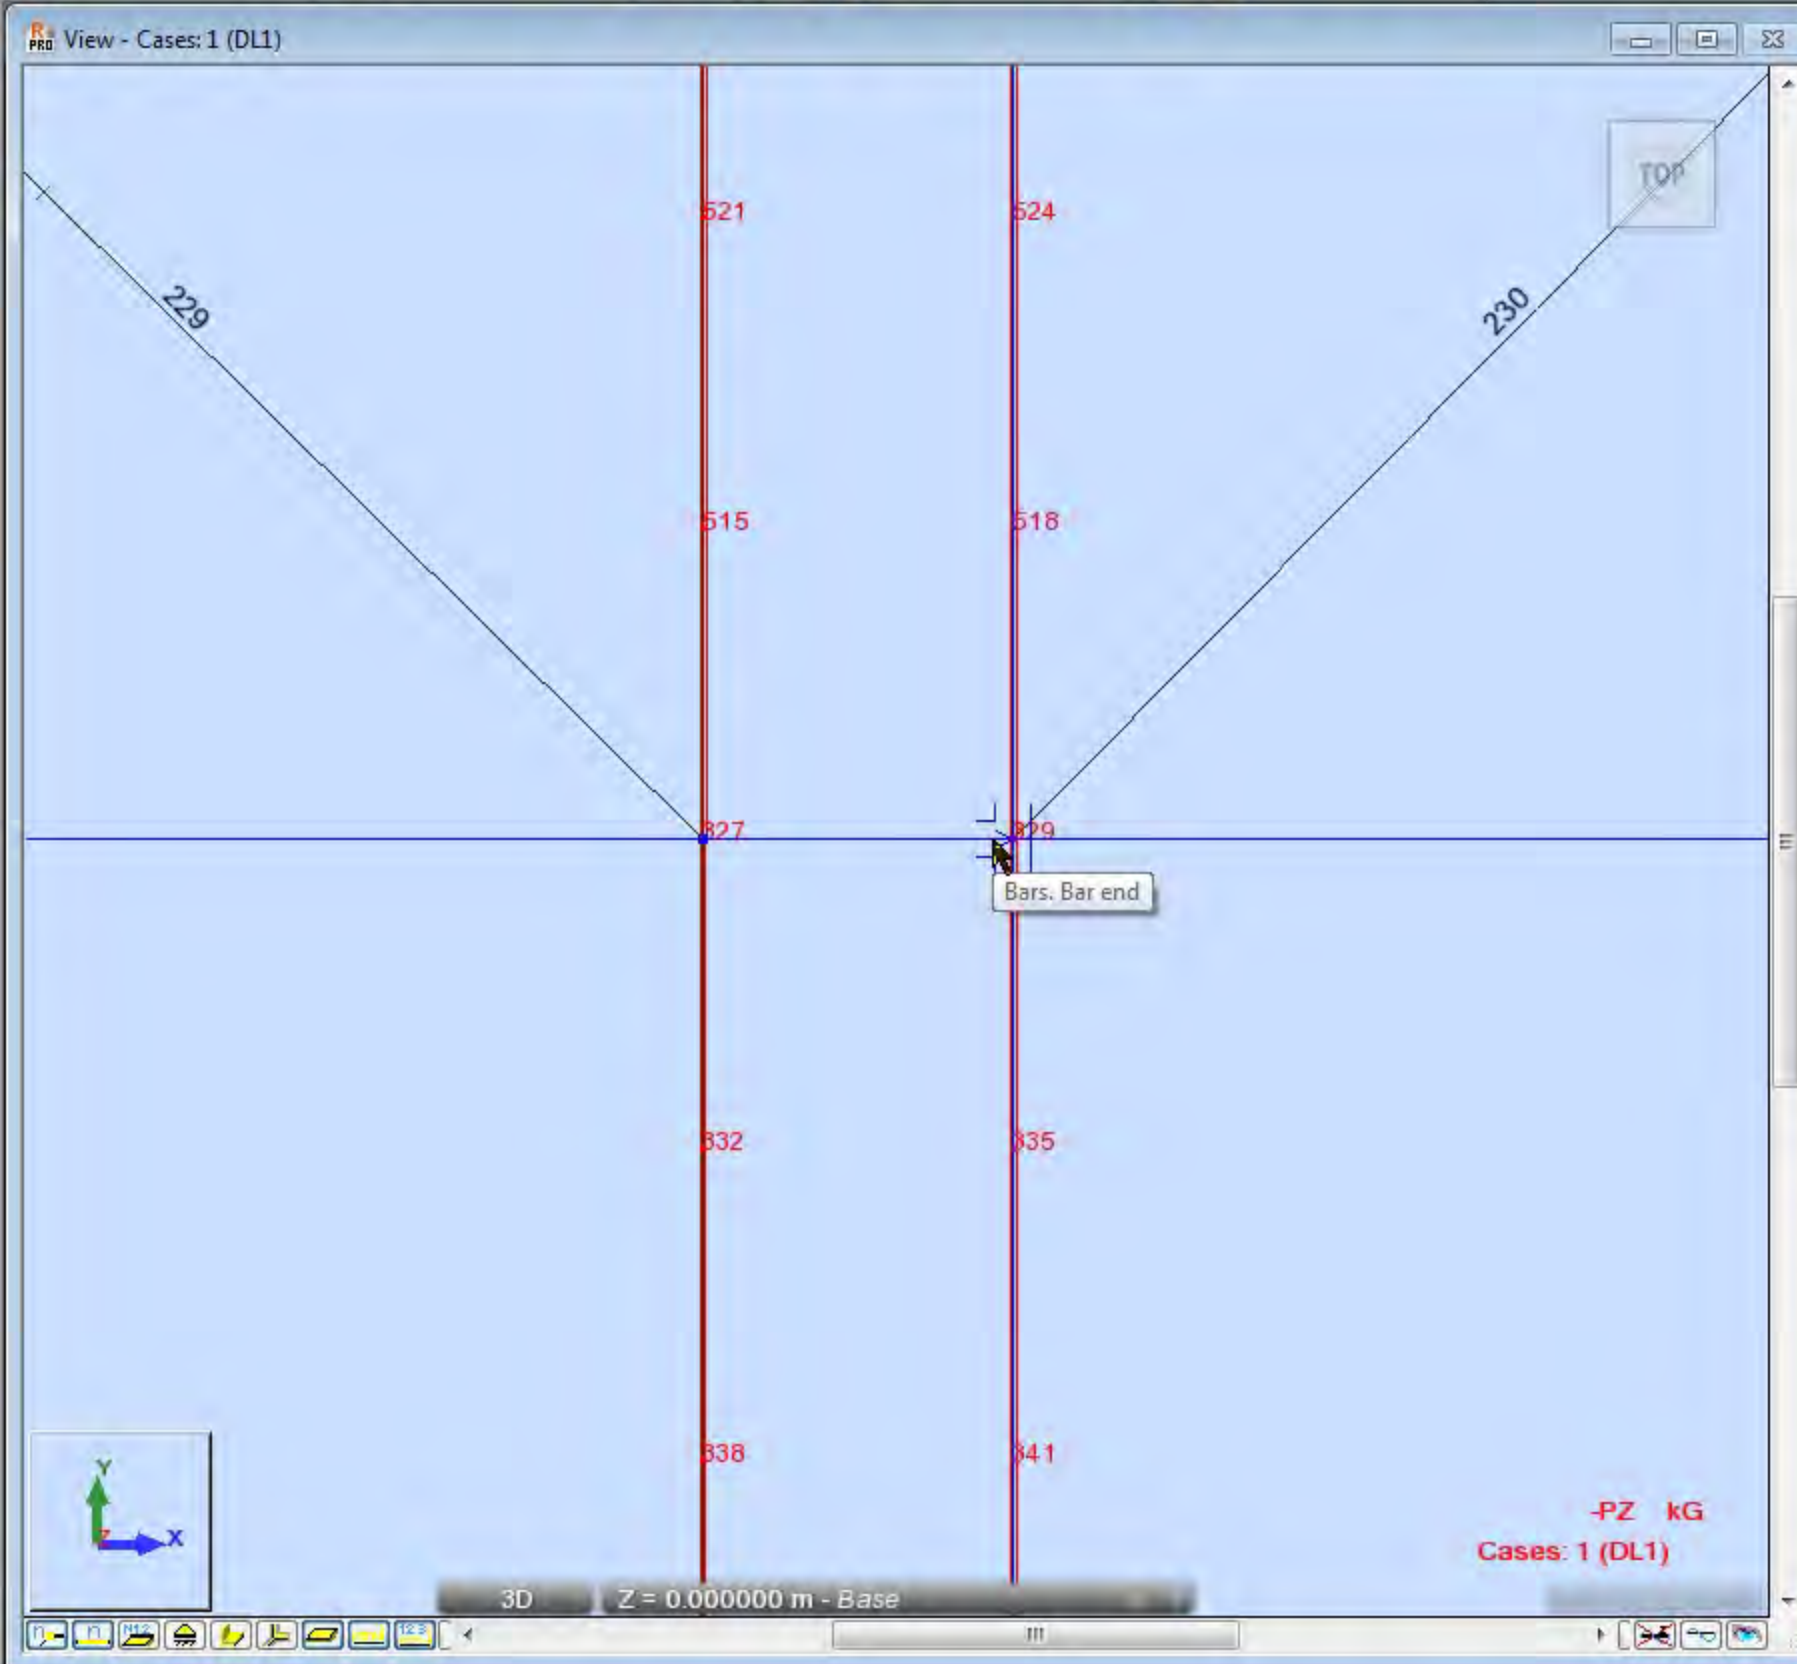 R
PRO View - Cases: 1 (DL1)
TOP
521 524
229 230
515 518
327 329
Bars. Bar end
332 335
338 341
Y
Z X
-PZ kG
Cases: 1 (DL1)
3D Z = 0.000000 m - Base